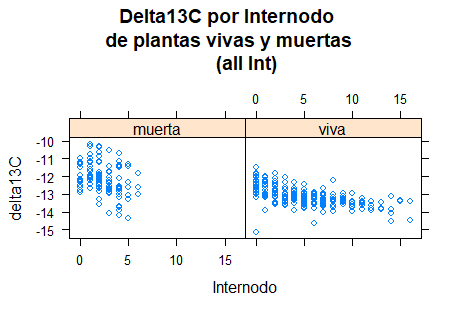 Delta13C por Internodo
de plantas vivas y muertas
(all Int)
0 5 10 15
muerta viva
-10
-11
-12
-13
-14
-15
delta13C
0 5 10 15
Internodo